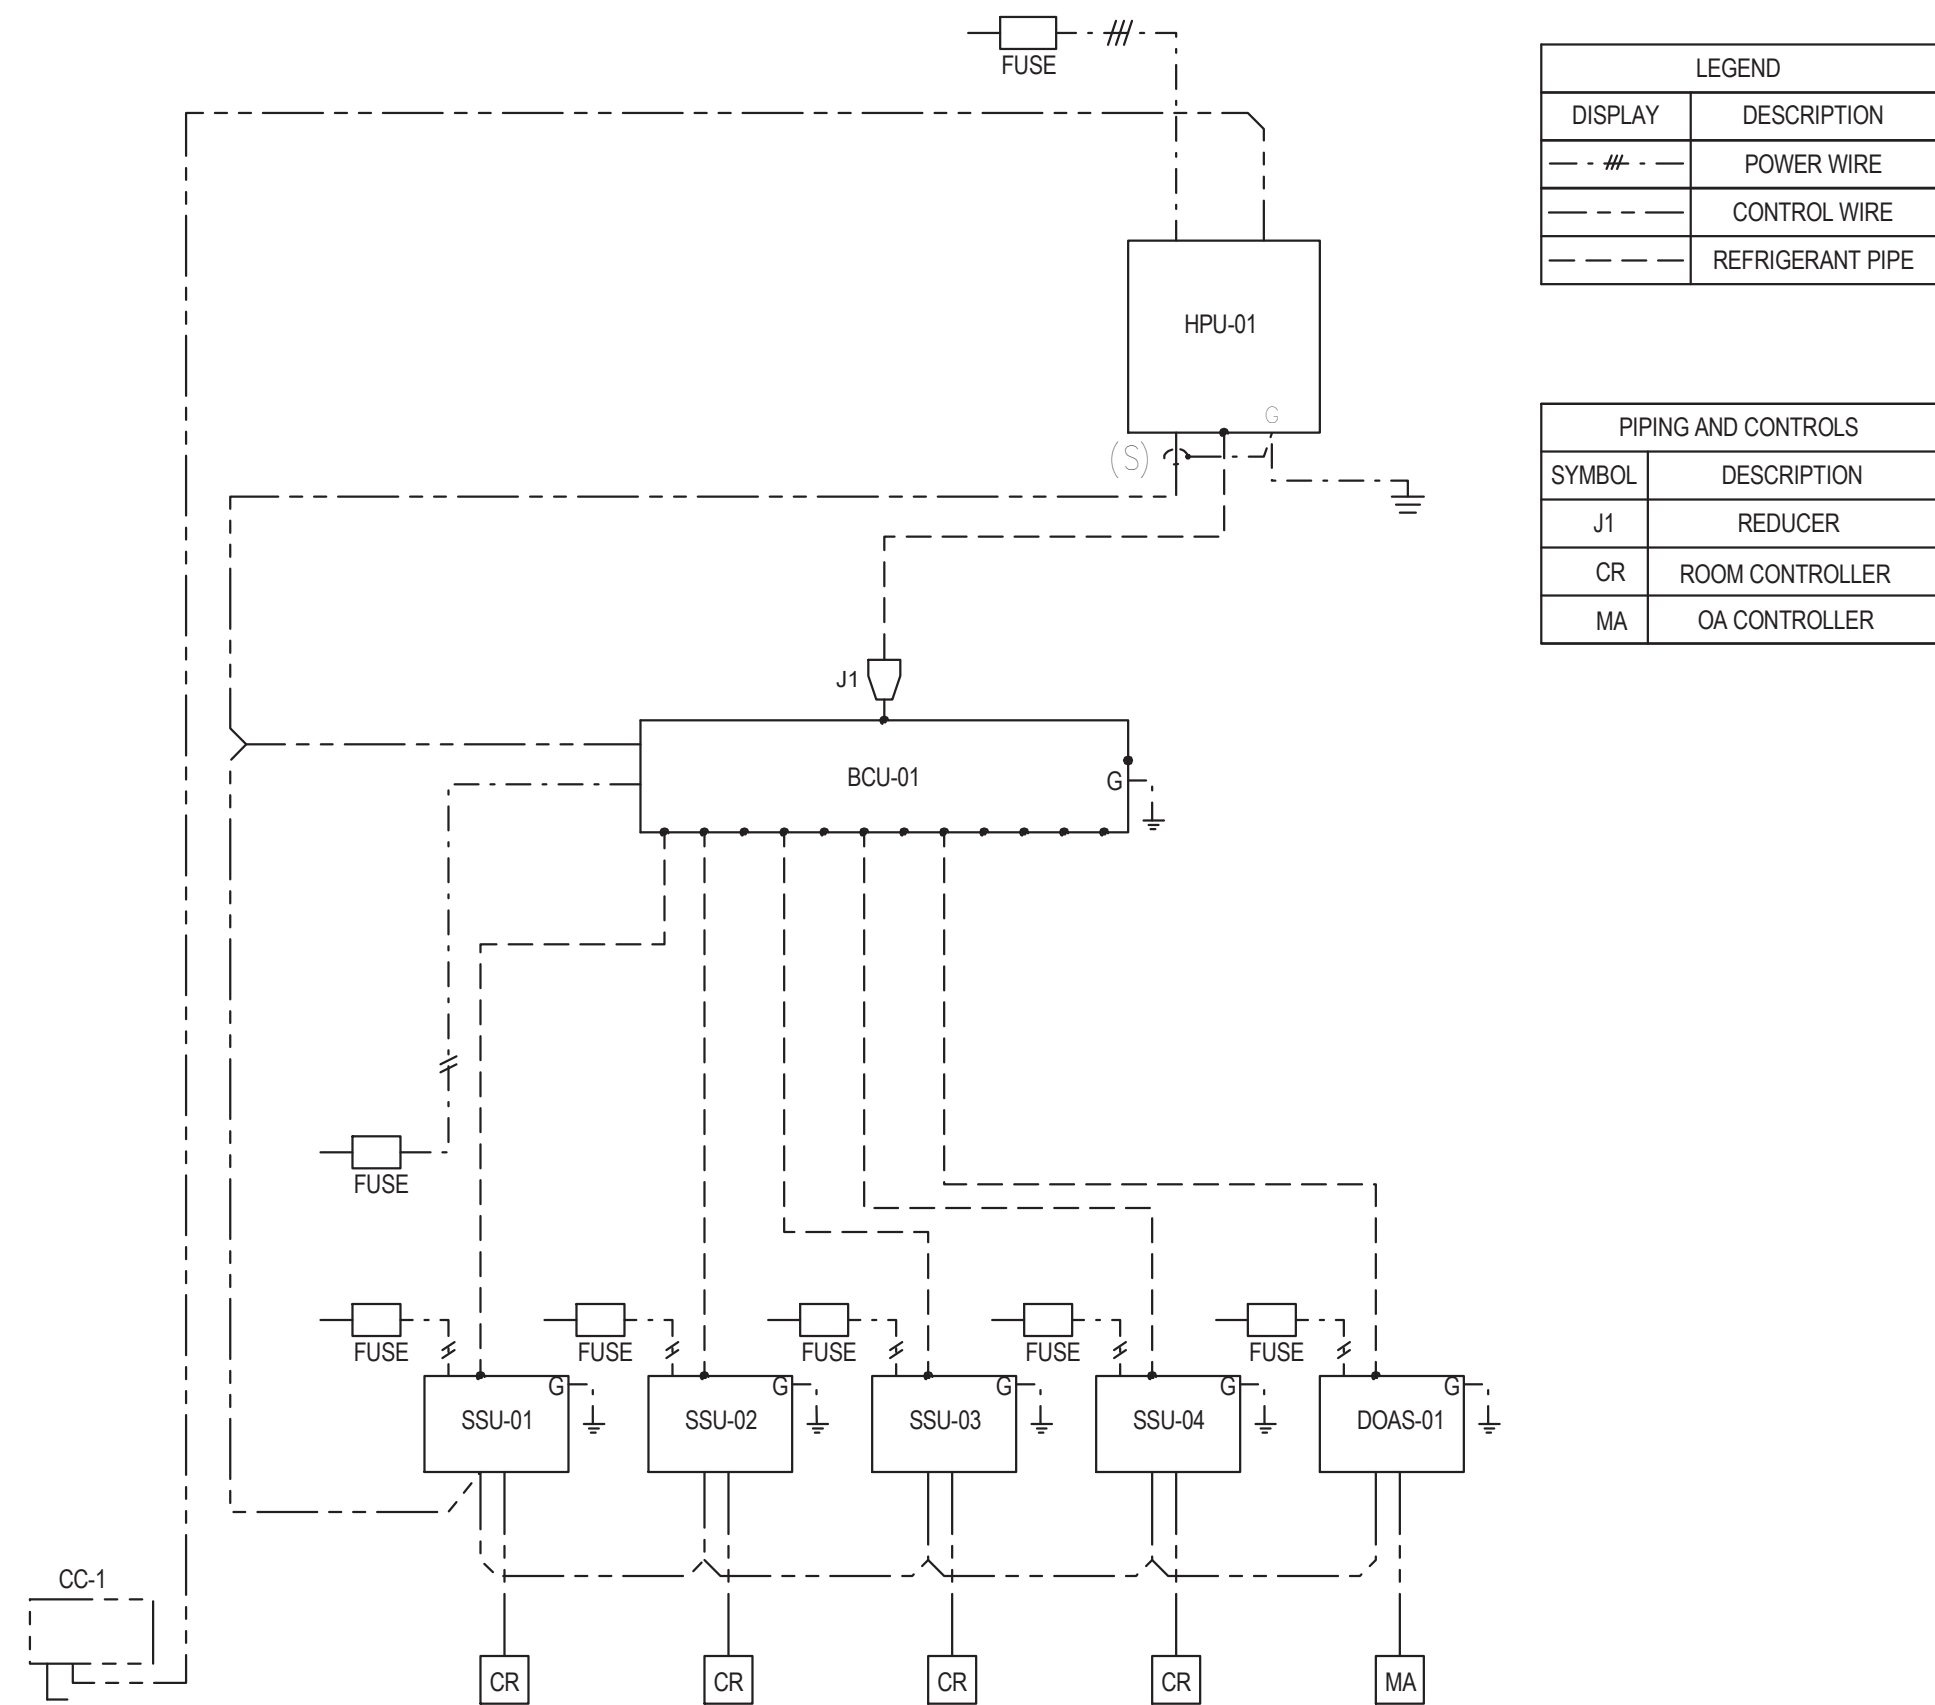 FUSE
LEGEND
DISPLAY DESCRIPTION
POWER WIRE
CONTROL WIRE
REFRIGERANT PIPE
HPU-01
G
(S)
PIPING AND CONTROLS
SYMBOL DESCRIPTION
J1 REDUCER
CR ROOM CONTROLLER
MA OA CONTROLLER
J1
BCU-01
G
FUSE
FUSE FUSE FUSE FUSE FUSE
G G G G G
SSU-01 SSU-02 SSU-03 SSU-04 DOAS-01
CC-1
CR CR CR CR MA